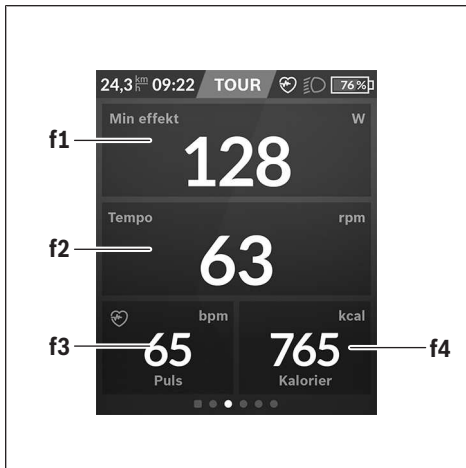 24,3 km/h 09:22 TOUR 76 %
f1
Min effekt W
128
f2
Tempo rpm
63
f3
bpm
65
Puls
kcal
765
Kalorier
f4